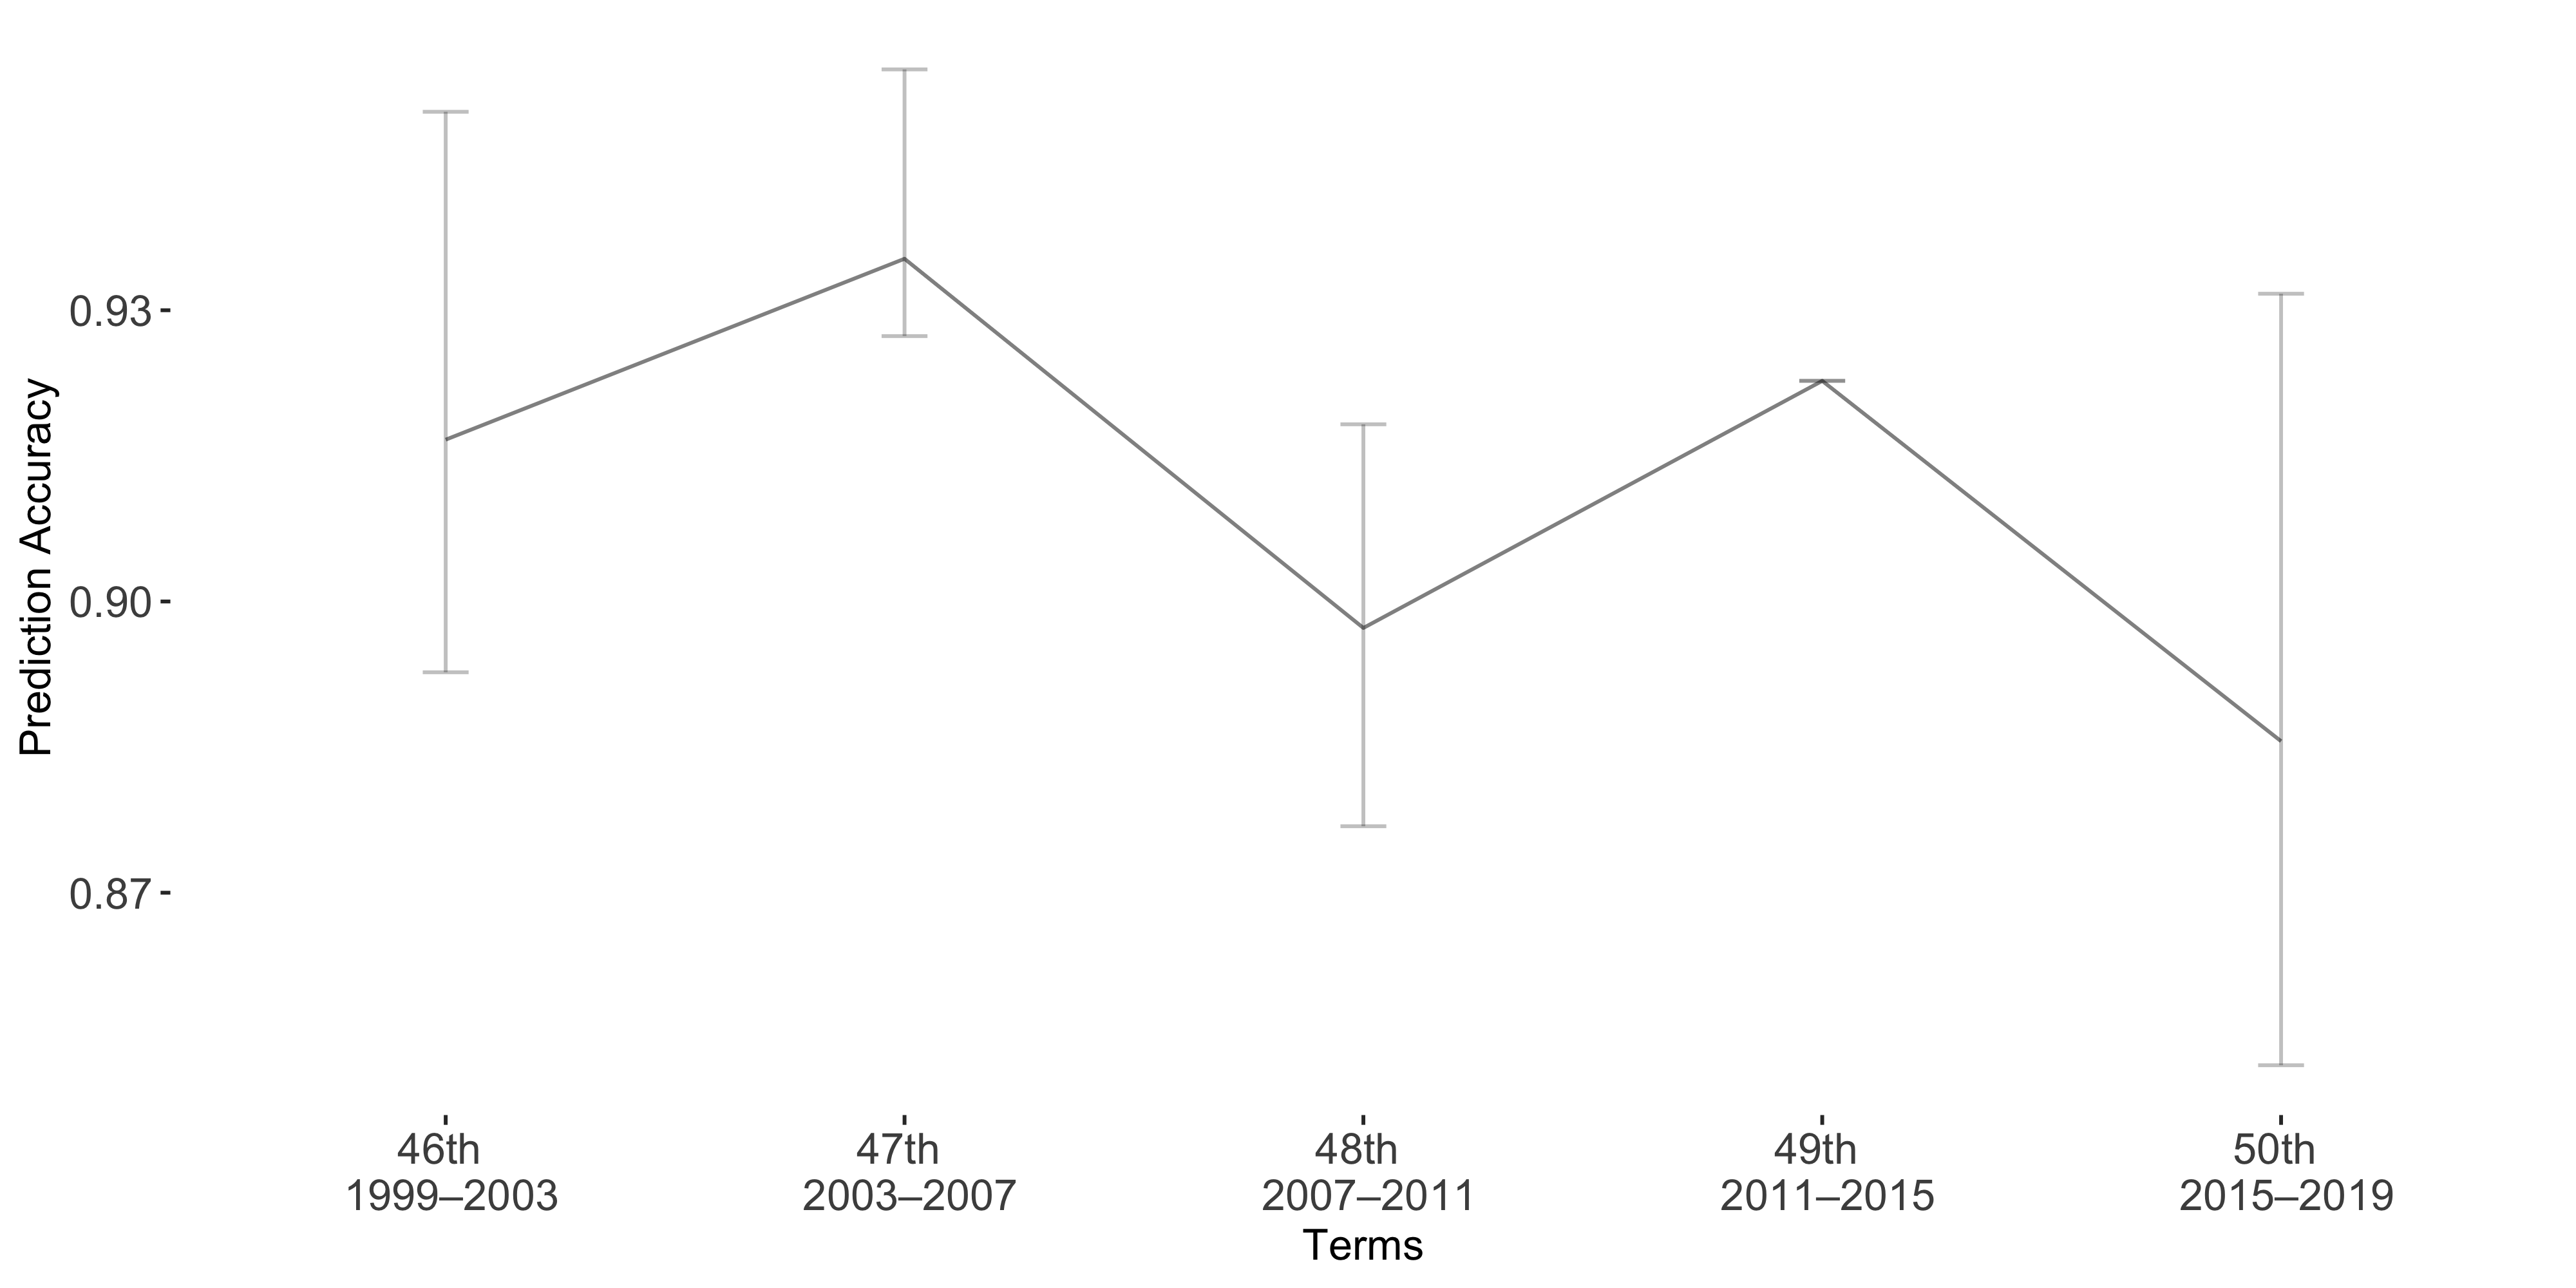 Prediction Accuracy
0.93
0.90
0.87
46th
1999–2003
47th
2003–2007
48th
2007–2011
49th
2011–2015
50th
2015–2019
Terms